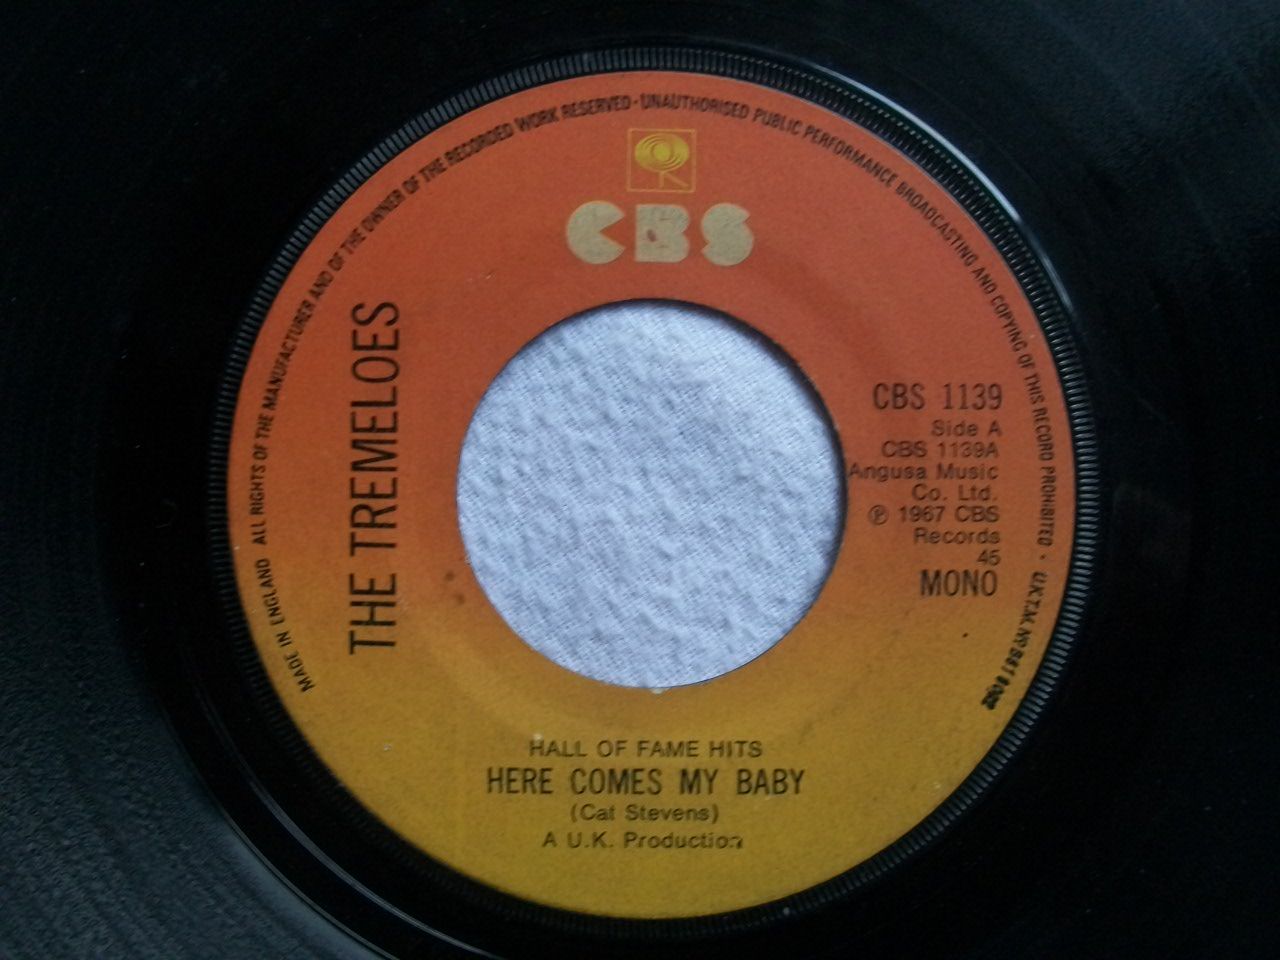 MADE IN ENGLAND ALL RIGHTS OF THE MANUFACTURER AND OF THE OWNER OF THE RECORDED WORK RESERVED · UNAUTHORISED PUBLIC PERFORMANCE BROADCASTING AND COPYING OF THIS RECORD PROHIBITED · U.K.T.M. Nº
CBS
THE TREMELOES
CBS 1139
Side A
CBS 1139A
Angusa Music
Co. Ltd.
℗ 1967 CBS
Records
45
MONO
HALL OF FAME HITS
HERE COMES MY BABY
(Cat Stevens)
A U.K. Production